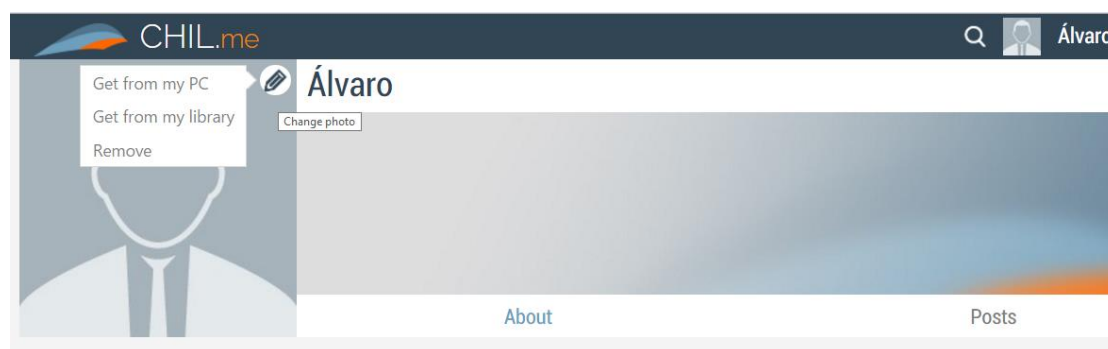 CHIL.me
Álvaro
Get from my PC
Get from my library
Remove
Álvaro
Change photo
About
Posts